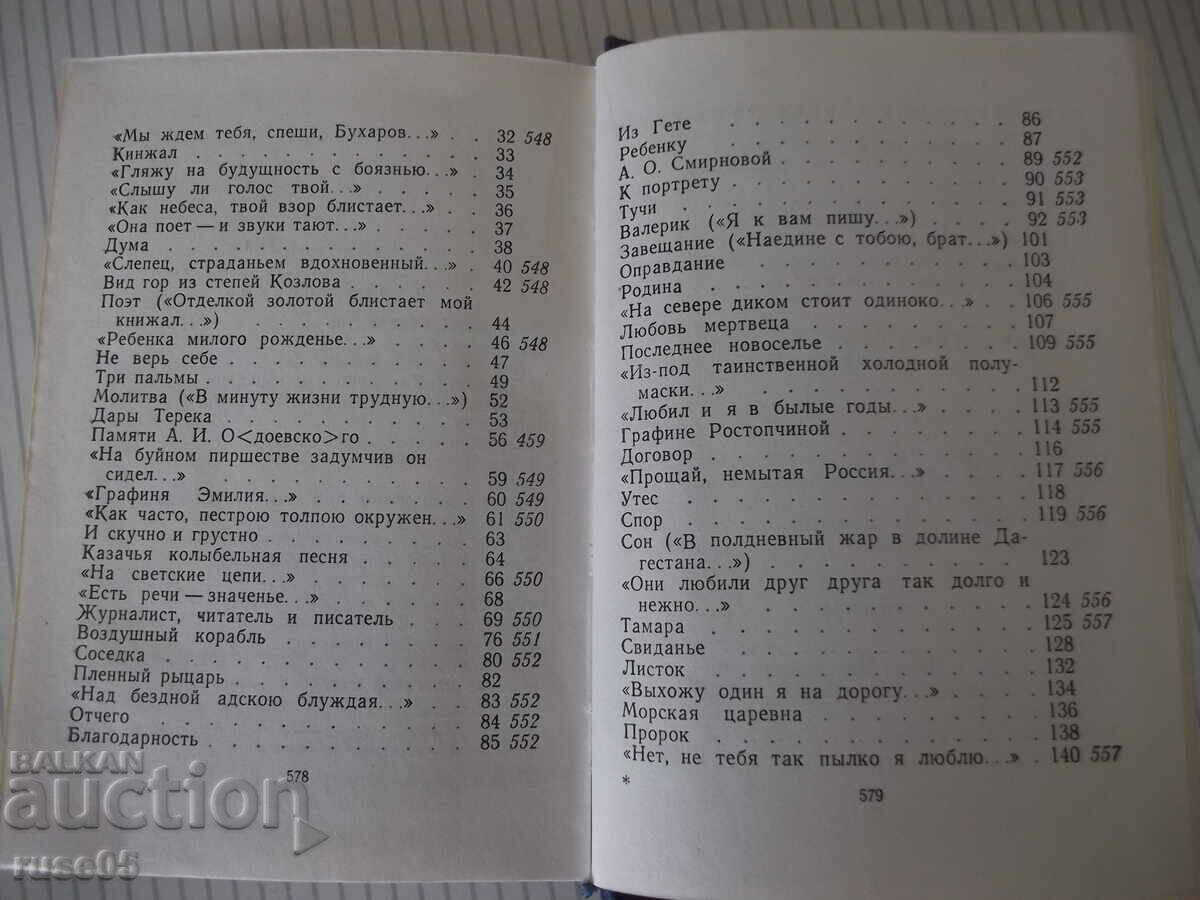 «Мы ждем тебя, спеши, Бухаров. . .» . . 32 548
Кинжал . . . . . . . . . . . . . 33
«Гляжу на будущность с боязнью. . .» . 34
«Слышу ли голос твой. . .» . . . . . 35
«Как небеса, твой взор блистает. . .» . . 36
«Она поет — и звуки тают. . .» . . . . 37
Дума . . . . . . . . . . . . . . 38
«Слепец, страданьем вдохновенный. . .» . 40 548
Вид гор из степей Козлова . . . . . . 42 548
Поэт («Отделкой золотой блистает мой
книжал. . .») . . . . . . . . . . 44
«Ребенка милого рожденье. . .» . . . . 46 548
Не верь себе . . . . . . . . . . . 47
Три пальмы . . . . . . . . . . . . 49
Молитва («В минуту жизни трудную. . .») 52
Дары Терека . . . . . . . . . . . 53
Памяти А. И. О<доевско>го . . . . . 56 459
«На буйном пиршестве задумчив он
сидел. . .» . . . . . . . . . . . 59 549
«Графиня Эмилия. . .» . . . . . . . 60 549
«Как часто, пестрою толпою окружен. . .» 61 550
И скучно и грустно . . . . . . . . . 63
Казачья колыбельная песня . . . . . 64
«На светские цепи. . .» . . . . . . . 66 550
«Есть речи — значенье. . .» . . . . . . 68
Журналист, читатель и писатель . . . . 69 550
Воздушный корабль . . . . . . . . . 76 551
Соседка . . . . . . . . . . . . . 80 552
Пленный рыцарь . . . . . . . . . . 82
«Над бездной адскою блуждая. . .» . . . 83 552
Отчего . . . . . . . . . . . . . . 84 552
Благодарность . . . . . . . . . . . 85 552
578
Из Гете . . . . . . . . . . . . . 86
Ребенку . . . . . . . . . . . . . 87
А. О. Смирновой . . . . . . . . . . 89 552
К портрету . . . . . . . . . . . . 90 553
Тучи . . . . . . . . . . . . . . 91 553
Валерик («Я к вам пишу. . .») . . . . 92 553
Завещание («Наедине с тобою, брат. . .») 101
Оправдание . . . . . . . . . . . . 103
Родина . . . . . . . . . . . . . 104
«На севере диком стоит одиноко. . .» . . 106 555
Любовь мертвеца . . . . . . . . . . 107
Последнее новоселье . . . . . . . . 109 555
«Из-под таинственной холодной полу-
маски. . .» . . . . . . . . . . . 112
«Любил и я в былые годы. . .» . . . . 113 555
Графине Ростопчиной . . . . . . . . 114 555
Договор . . . . . . . . . . . . . 116
«Прощай, немытая Россия. . .» . . . . 117 556
Утес . . . . . . . . . . . . . . 118
Спор . . . . . . . . . . . . . . 119 556
Сон («В полдневный жар в долине Да-
гестана. . .») . . . . . . . . . . 123
«Они любили друг друга так долго и
нежно. . .» . . . . . . . . . . . 124 556
Тамара . . . . . . . . . . . . . 125 557
Свиданье . . . . . . . . . . . . . 128
Листок . . . . . . . . . . . . . 132
«Выхожу один я на дорогу. . .» . . . . 134
Морская царевна . . . . . . . . . . 136
Пророк . . . . . . . . . . . . . 138
«Нет, не тебя так пылко я люблю. . .» . 140 557
*
579
BALKAN
auction
ruse05